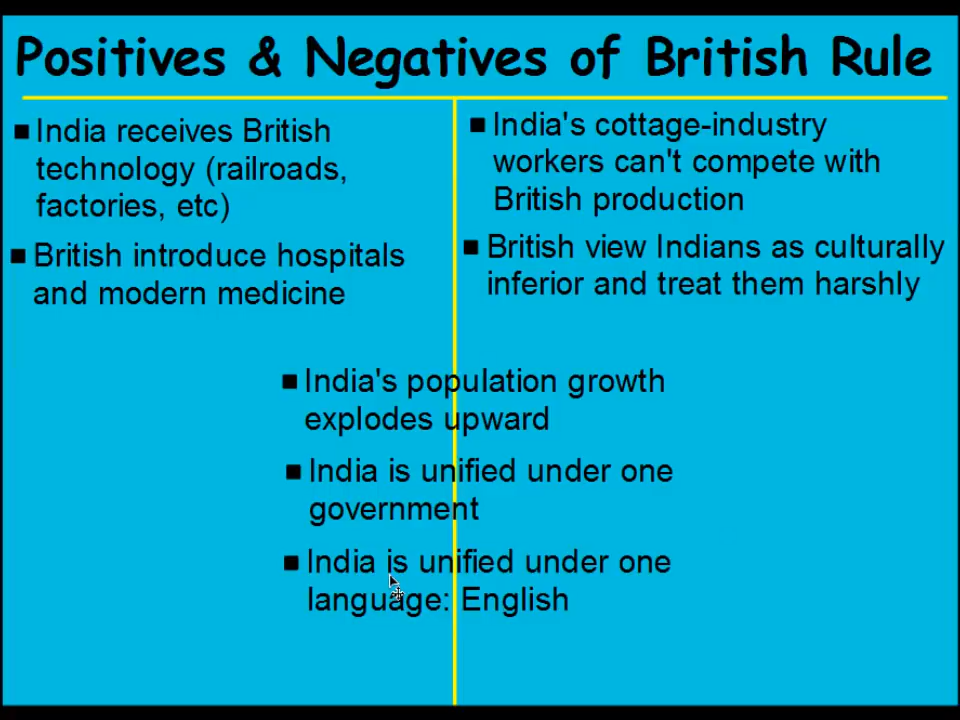 Positives & Negatives of British Rule
■ India receives British
technology (railroads,
factories, etc)
■ British introduce hospitals
and modern medicine
■ India's cottage-industry
workers can't compete with
British production
■ British view Indians as culturally
inferior and treat them harshly
■ India's population growth
explodes upward
■ India is unified under one
government
■ India is unified under one
language: English